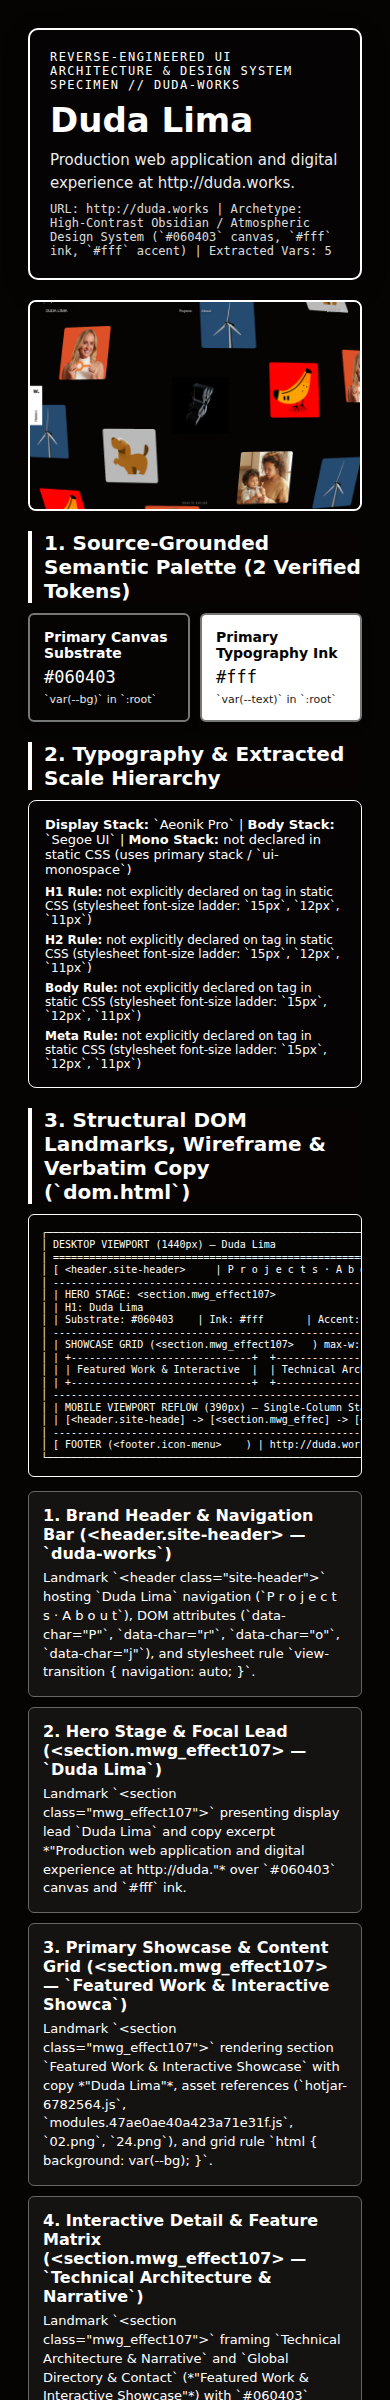 REVERSE-ENGINEERED UI
ARCHITECTURE & DESIGN SYSTEM
SPECIMEN // DUDA-WORKS
Duda Lima
Production web application and digital
experience at http://duda.works.
URL: http://duda.works | Archetype:
High-Contrast Obsidian / Atmospheric
Design System (`#060403` canvas, `#fff`
ink, `#fff` accent) | Extracted Vars: 5
1. Source-Grounded
Semantic Palette (2 Verified
Tokens)
Primary Canvas
Substrate
#060403
`var(--bg)` in `:root`
Primary
Typography Ink
#fff
`var(--text)` in `:root`
2. Typography & Extracted
Scale Hierarchy
Display Stack: `Aeonik Pro` | Body Stack:
`Segoe UI` | Mono Stack: not declared in
static CSS (uses primary stack / `ui-
monospace`)
H1 Rule: not explicitly declared on tag in static
CSS (stylesheet font-size ladder: `15px`, `12px`,
`11px`)
H2 Rule: not explicitly declared on tag in static
CSS (stylesheet font-size ladder: `15px`, `12px`,
`11px`)
Body Rule: not explicitly declared on tag in
static CSS (stylesheet font-size ladder: `15px`,
`12px`, `11px`)
Meta Rule: not explicitly declared on tag in
static CSS (stylesheet font-size ladder: `15px`,
`12px`, `11px`)
3. Structural DOM
Landmarks, Wireframe &
Verbatim Copy
(`dom.html`)
DESKTOP VIEWPORT (1440px) — Duda Lima
[ <header.site-header> | P r o j e c t s · A b
| HERO STAGE: <section.mwg_effect107>
| H1: Duda Lima
| Substrate: #060403 | Ink: #fff | Accent:
| SHOWCASE GRID (<section.mwg_effect107> ) max-w:
| +------------------------------+ +--------------
| | Featured Work & Interactive | | Technical Arc
| +------------------------------+ +--------------
| MOBILE VIEWPORT REFLOW (390px) — Single-Column St
| [<header.site-heade] -> [<section.mwg_effec] -> [
[ FOOTER (<footer.icon-menu> ) | http://duda.wor
1. Brand Header & Navigation
Bar (<header.site-header> —
`duda-works`)
Landmark `<header class="site-header">`
hosting `Duda Lima` navigation (`P r o j e c t
s · A b o u t`), DOM attributes (`data-
char="P"`, `data-char="r"`, `data-char="o"`,
`data-char="j"`), and stylesheet rule `view-
transition { navigation: auto; }`.
2. Hero Stage & Focal Lead
(<section.mwg_effect107> —
`Duda Lima`)
Landmark `<section
class="mwg_effect107">` presenting display
lead `Duda Lima` and copy excerpt
*"Production web application and digital
experience at http://duda."* over `#060403`
canvas and `#fff` ink.
3. Primary Showcase & Content
Grid (<section.mwg_effect107>
— `Featured Work & Interactive
Showca`)
Landmark `<section
class="mwg_effect107">` rendering section
`Featured Work & Interactive Showcase` with
copy *"Duda Lima"*, asset references (`hotjar-
6782564.js`,
`modules.47ae0ae40a423a71e31f.js`,
`02.png`, `24.png`), and grid rule `html {
background: var(--bg); }`.
4. Interactive Detail & Feature
Matrix
(<section.mwg_effect107> —
`Technical Architecture &
Narrative`)
Landmark `<section
class="mwg_effect107">` framing `Technical
Architecture & Narrative` and `Global
Directory & Contact` (*"Featured Work &
Interactive Showcase"*) with `#060403`